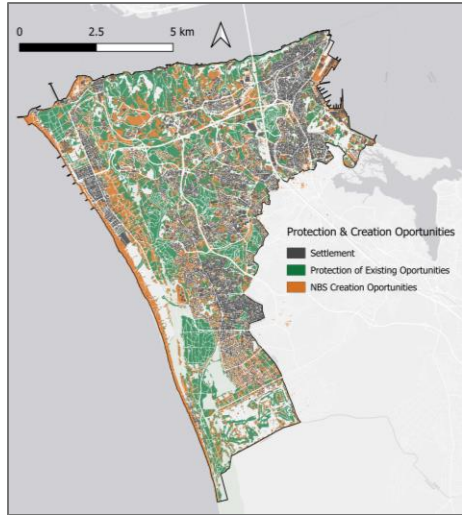 0 2.5 5 km
Protection & Creation Oportunities
Settlement
Protection of Existing Oportunities
NBS Creation Oportunities